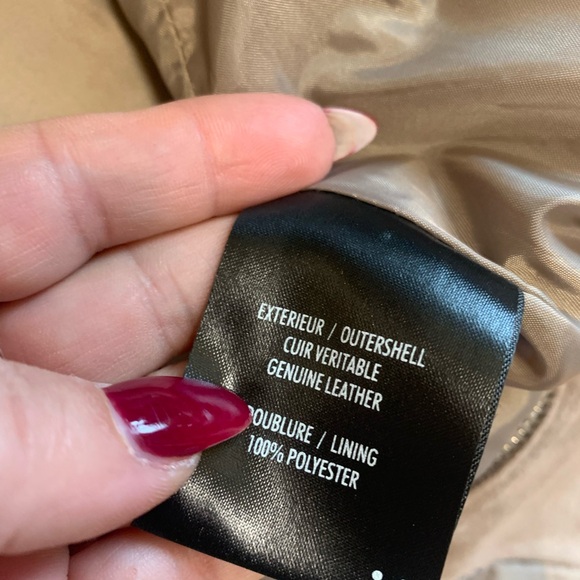 EXTERIEUR / OUTERSHELL
CUIR VERITABLE
GENUINE LEATHER
DOUBLURE / LINING
100% POLYESTER